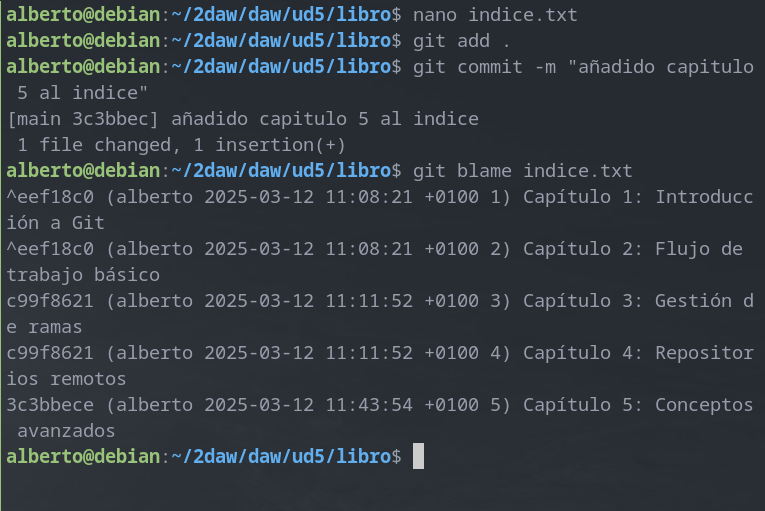 alberto@debian:~/2daw/daw/ud5/libro$ nano indice.txt
alberto@debian:~/2daw/daw/ud5/libro$ git add .
alberto@debian:~/2daw/daw/ud5/libro$ git commit -m "añadido capitulo
 5 al indice"
[main 3c3bbec] añadido capitulo 5 al indice
 1 file changed, 1 insertion(+)
alberto@debian:~/2daw/daw/ud5/libro$ git blame indice.txt
^eef18c0 (alberto 2025-03-12 11:08:21 +0100 1) Capítulo 1: Introducc
ión a Git
^eef18c0 (alberto 2025-03-12 11:08:21 +0100 2) Capítulo 2: Flujo de
trabajo básico
c99f8621 (alberto 2025-03-12 11:11:52 +0100 3) Capítulo 3: Gestión d
e ramas
c99f8621 (alberto 2025-03-12 11:11:52 +0100 4) Capítulo 4: Repositor
ios remotos
3c3bbece (alberto 2025-03-12 11:43:54 +0100 5) Capítulo 5: Conceptos
 avanzados
alberto@debian:~/2daw/daw/ud5/libro$